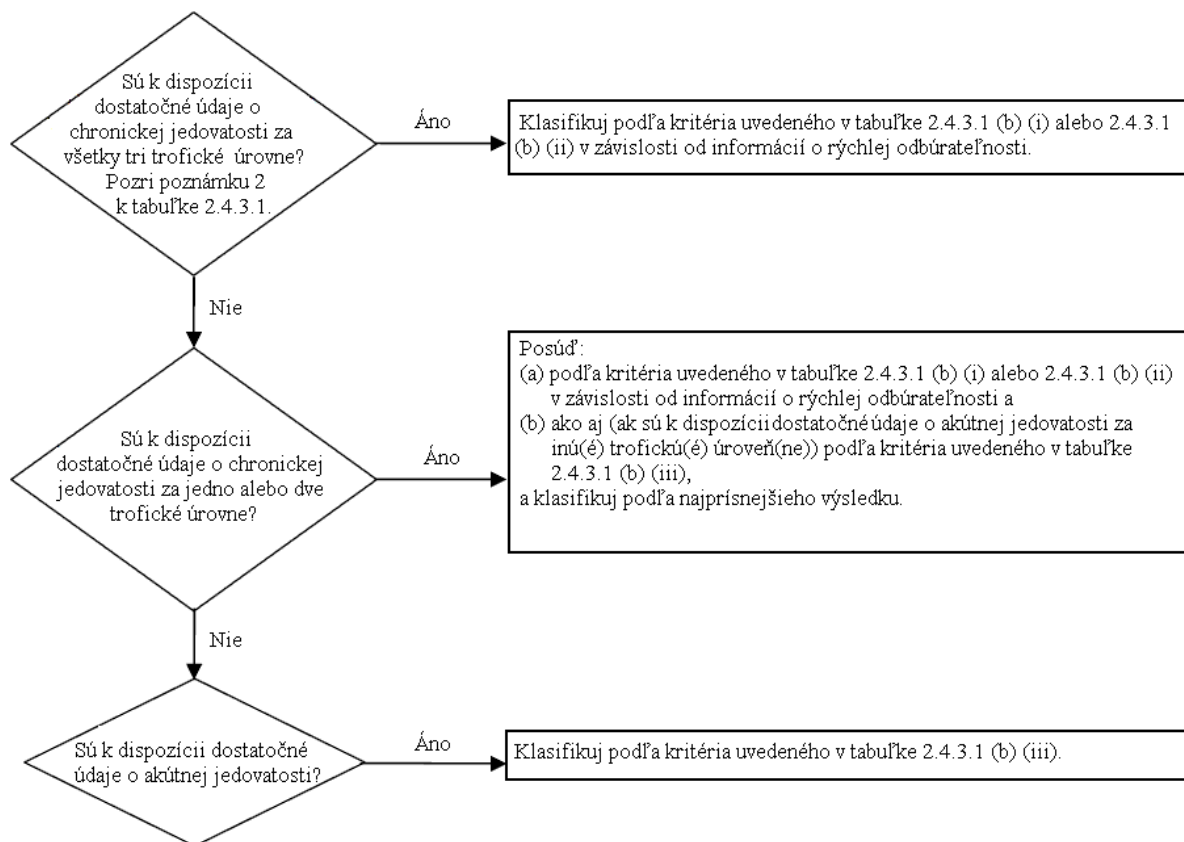 Sú k dispozícii
dostatočné údaje o
chronickej jedovatosti za
všetky tri trofické úrovne?
Pozri poznámku 2
k tabuľke 2.4.3.1.
Áno
Klasifikuj podľa kritéria uvedeného v tabuľke 2.4.3.1 (b) (i) alebo 2.4.3.1
(b) (ii) v závislosti od informácií o rýchlej odbúrateľnosti.
Nie
Sú k dispozícii
dostatočné údaje o chronickej
jedovatosti za jedno alebo dve
trofické úrovne?
Áno
Posúď:
(a) podľa kritéria uvedeného v tabuľke 2.4.3.1 (b) (i) alebo 2.4.3.1 (b) (ii)
v závislosti od informácií o rýchlej odbúrateľnosti a
(b) ako aj (ak sú k dispozícii dostatočné údaje o akútnej jedovatosti za
inú(é) trofickú(é) úroveň(ne)) podľa kritéria uvedeného v tabuľke
2.4.3.1 (b) (iii),
a klasifikuj podľa najprísnejšieho výsledku.
Nie
Sú k dispozícii dostatočné
údaje o akútnej jedovatosti?
Áno
Klasifikuj podľa kritéria uvedeného v tabuľke 2.4.3.1 (b) (iii).